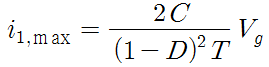 i_{1,max} = \frac{2C}{(1-D)^2 T} V_g